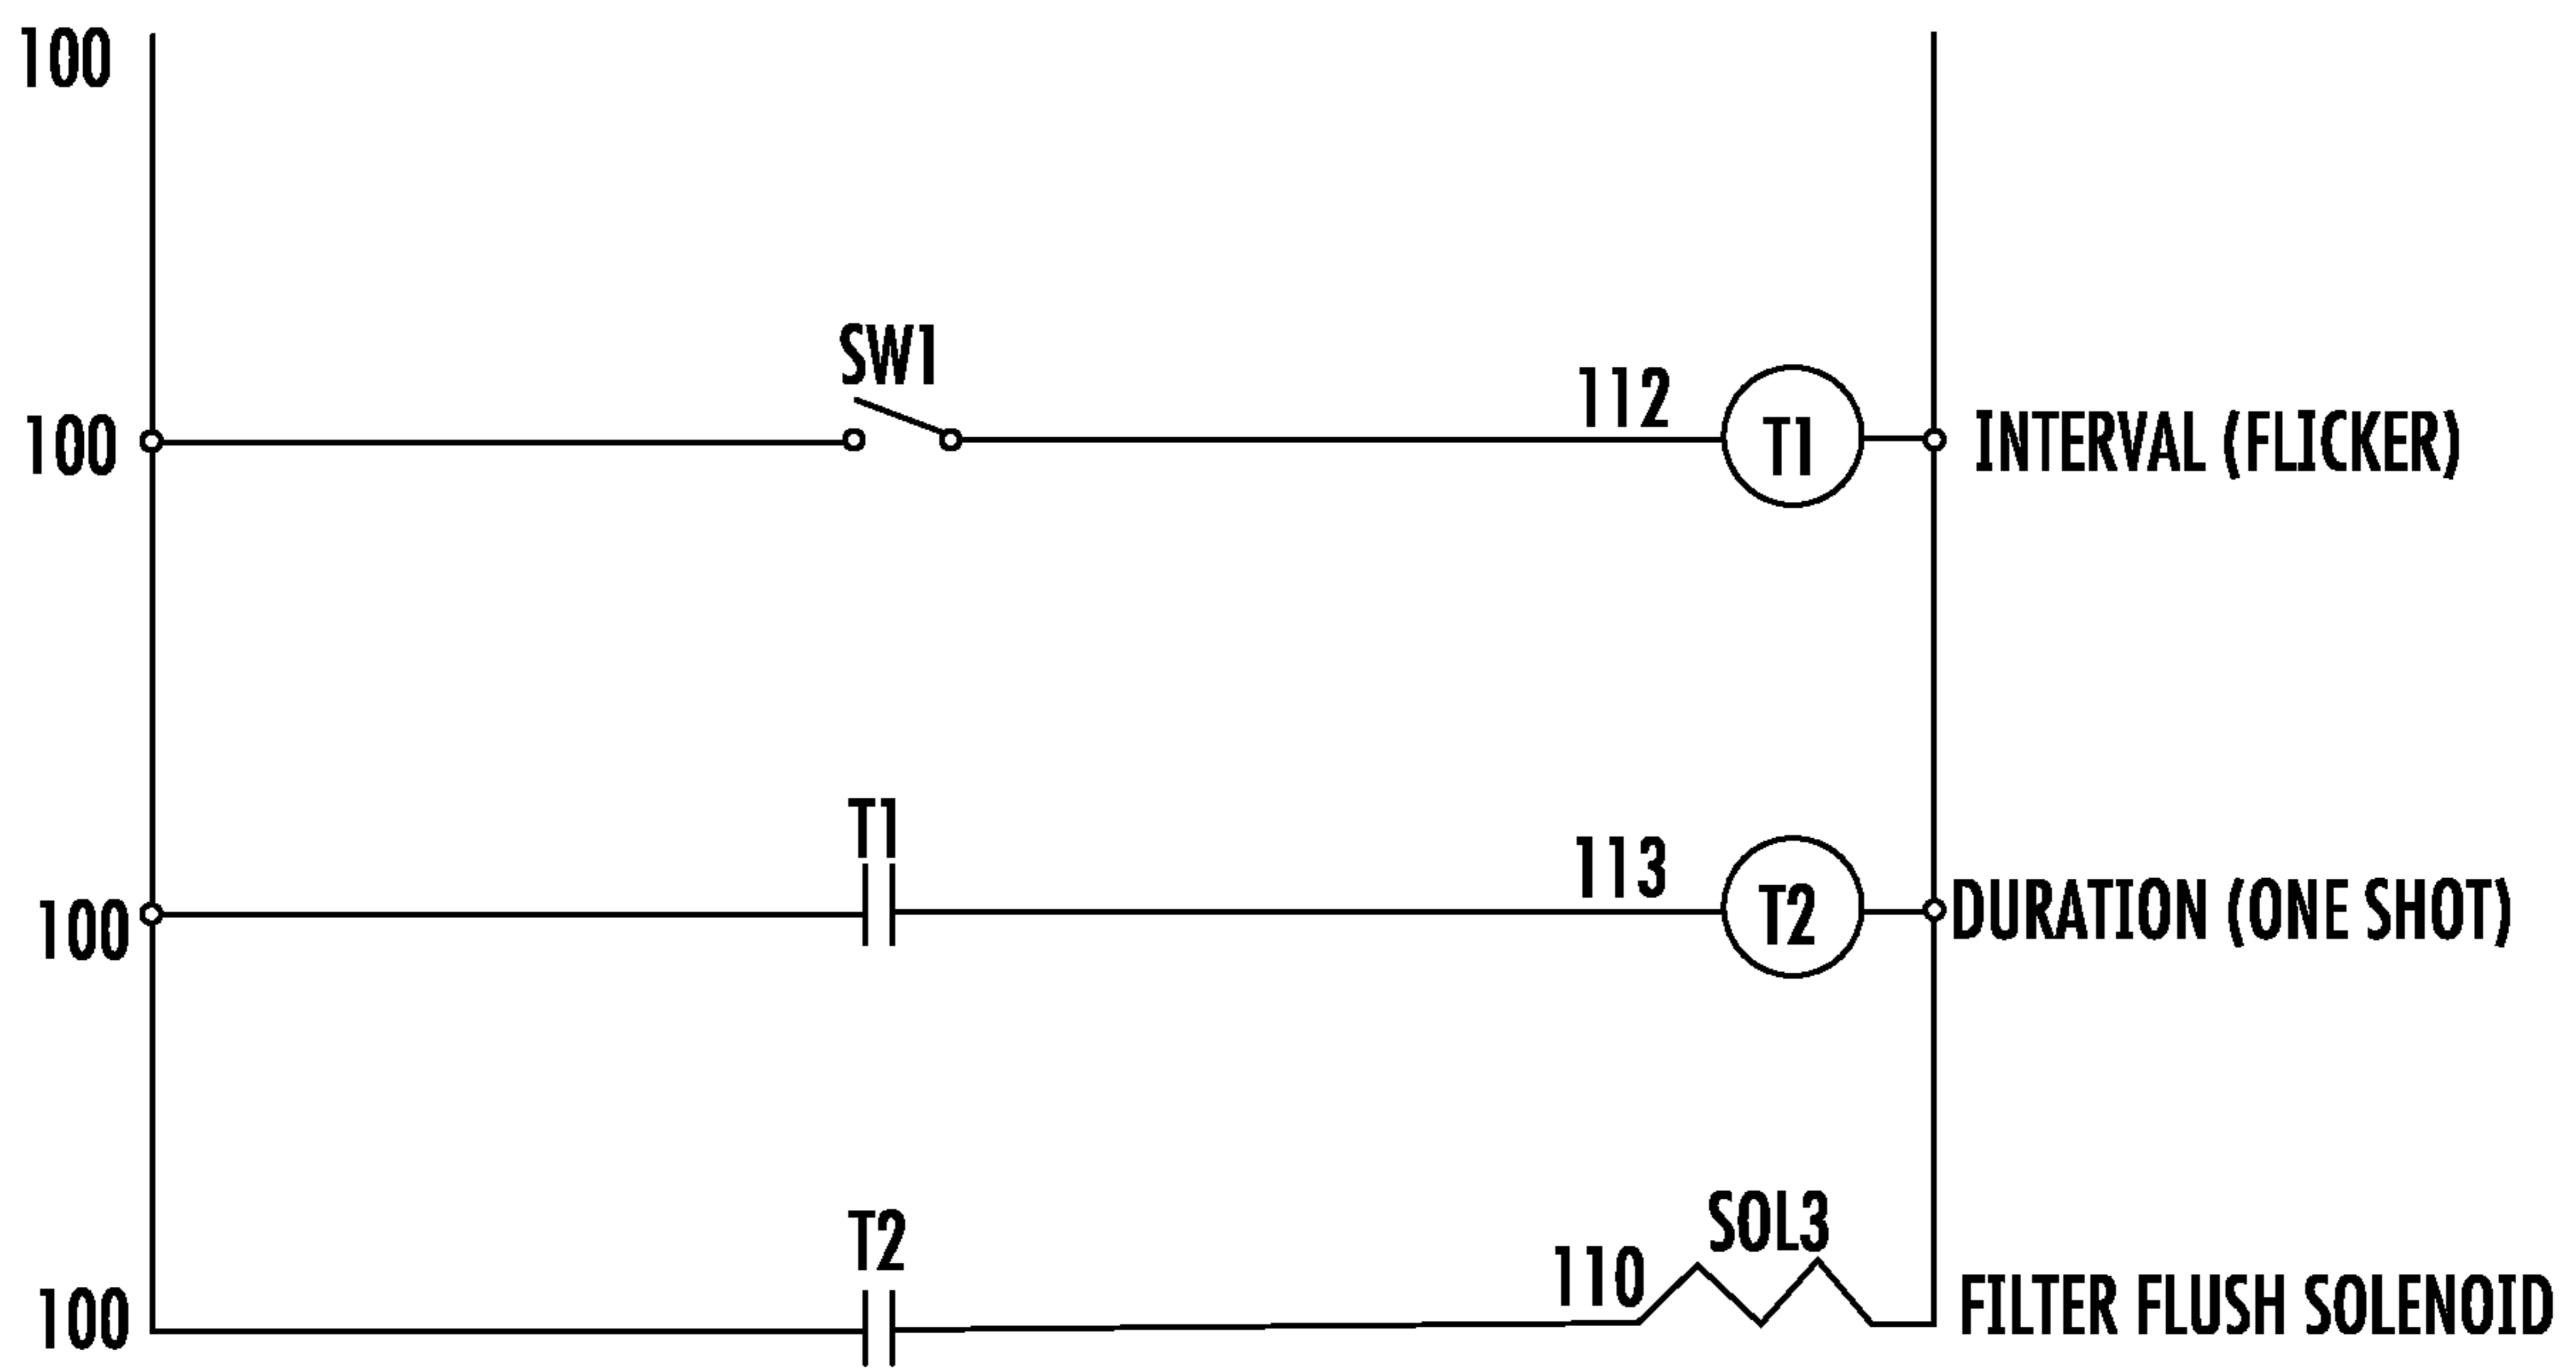 100
SW1
100 112 T1 INTERVAL (FLICKER)
T1
100 113 T2 DURATION (ONE SHOT)
T2 SOL3
100 110 FILTER FLUSH SOLENOID